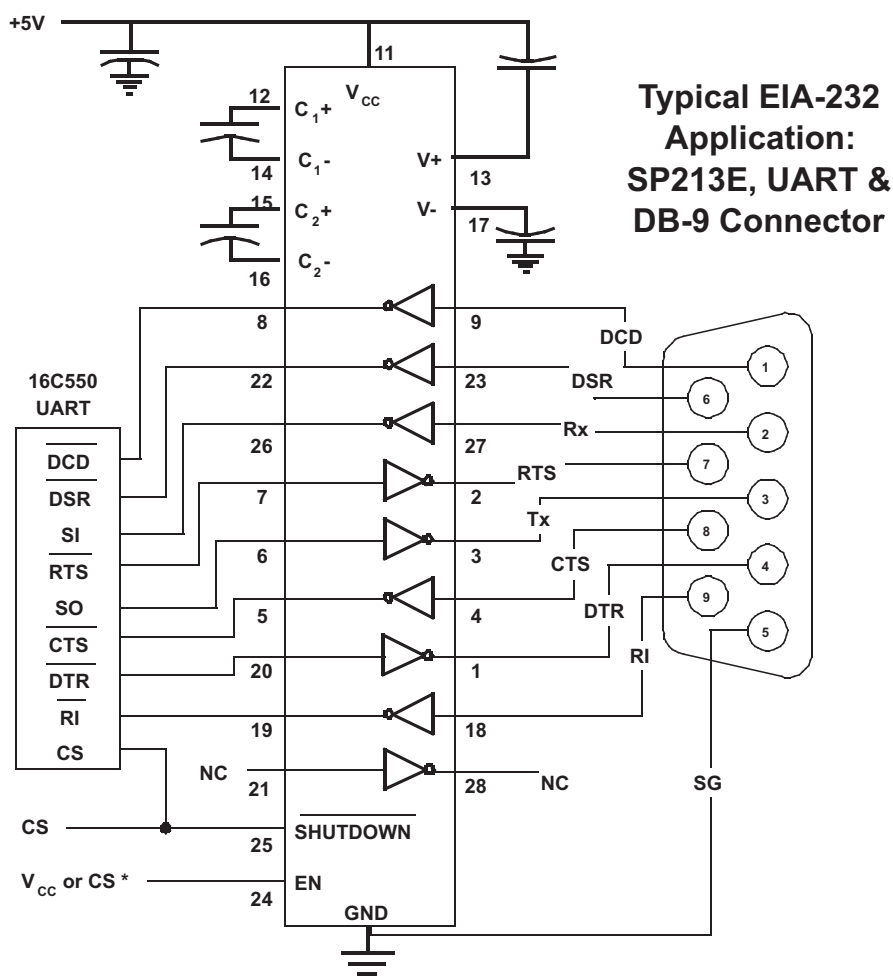 +5V
11
12
C1+
VCC
Typical EIA-232
Application:
SP213E, UART &
DB-9 Connector
14
C1-
V+
13
15
C2+
V-
17
16
C2-
8
9
DCD
1
16C550
UART
22
23
DSR
6
DCD
26
27
Rx
2
DSR
7
2
RTS
7
SI
6
3
Tx
3
RTS
5
4
CTS
8
SO
20
1
DTR
4
CTS
19
18
RI
9
DTR
5
RI
NC
21
28
NC
SG
CS
CS
25
SHUTDOWN
VCC or CS *
24
EN
GND